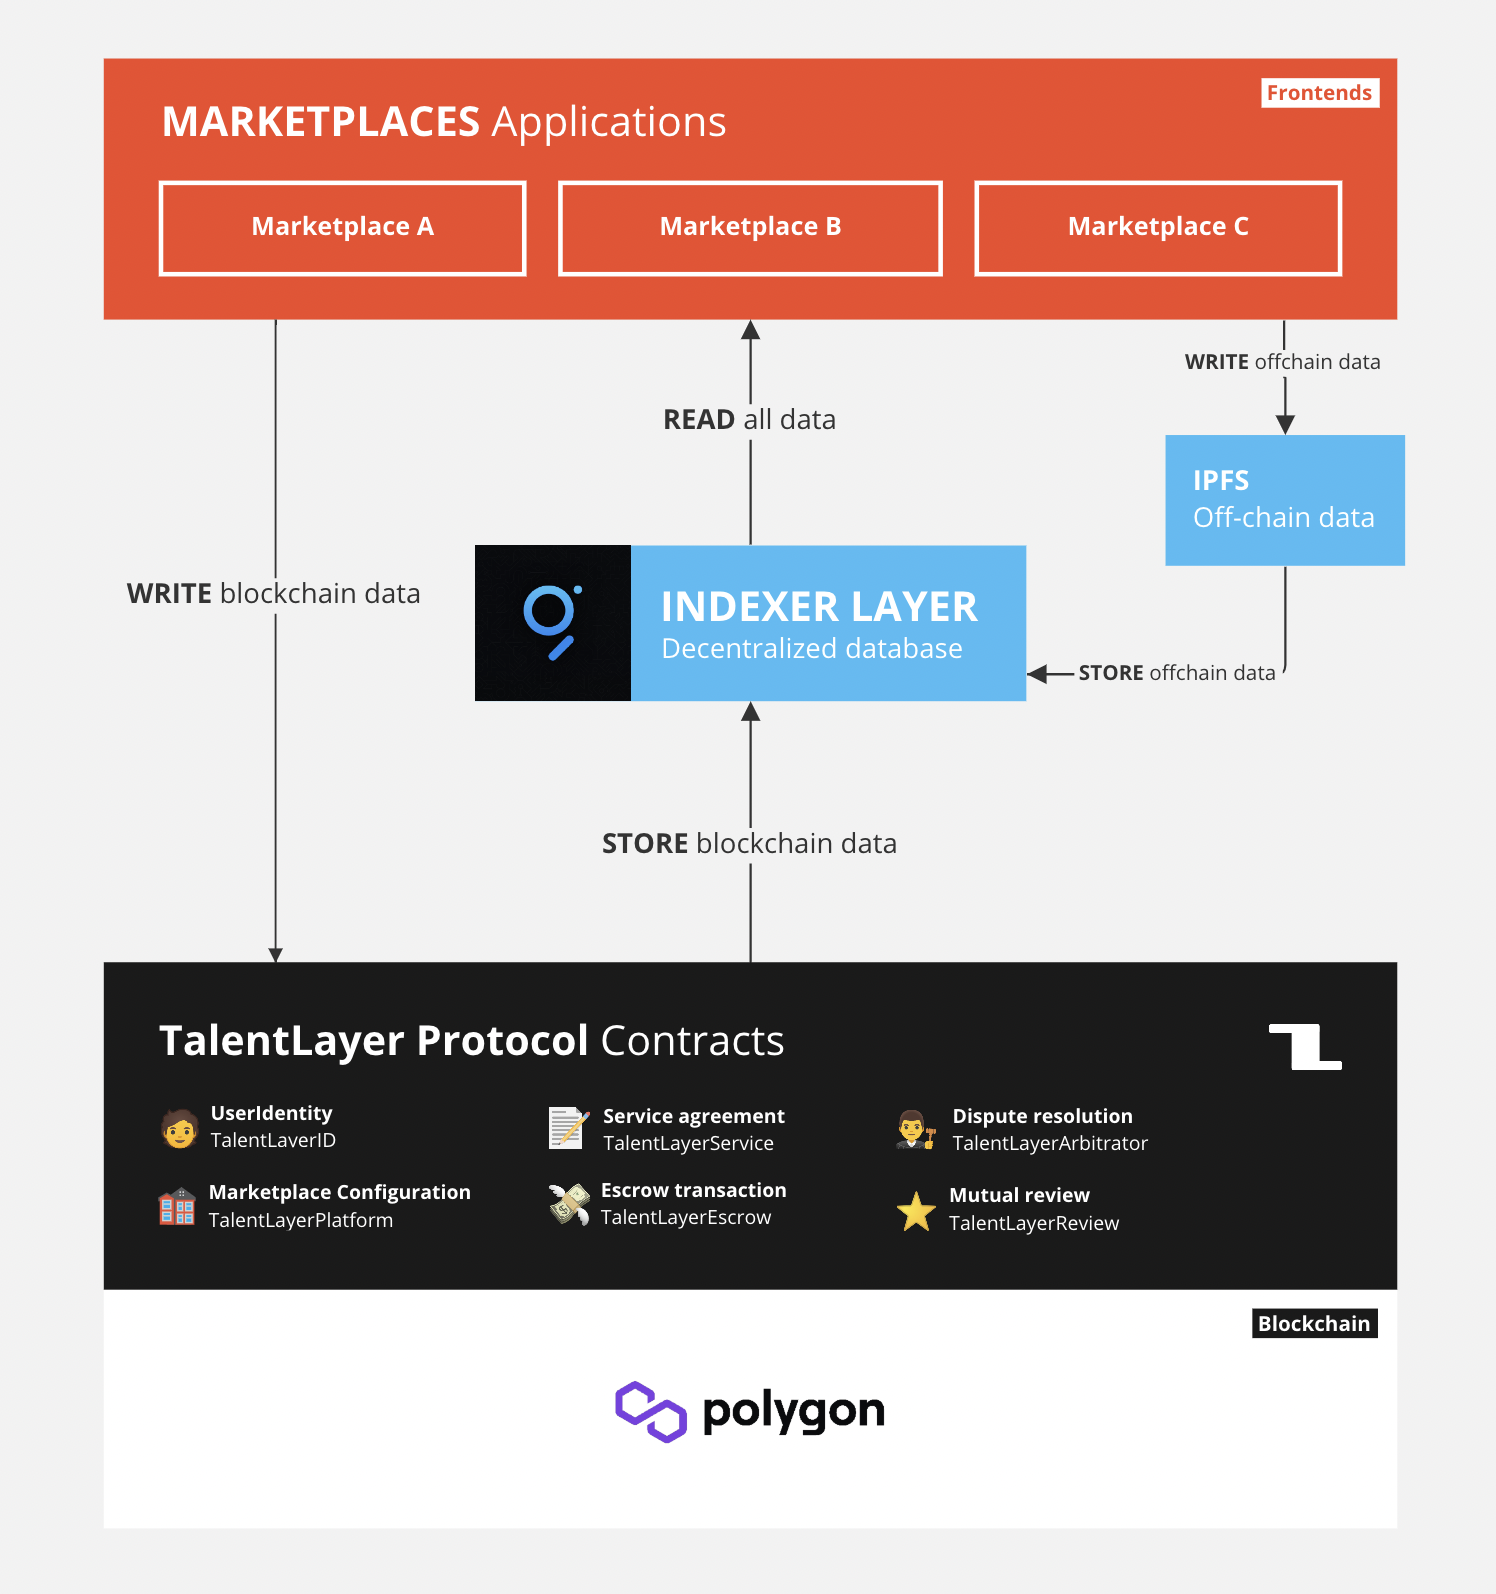 Frontends
MARKETPLACES Applications
Marketplace A
Marketplace B
Marketplace C
WRITE offchain data
READ all data
IPFS
Off-chain data
WRITE blockchain data
INDEXER LAYER
Decentralized database
STORE offchain data
STORE blockchain data
TalentLayer Protocol Contracts
UserIdentity
TalentLaverID
Service agreement
TalentLayerService
Dispute resolution
TalentLayerArbitrator
Marketplace Configuration
TalentLayerPlatform
Escrow transaction
TalentLayerEscrow
Mutual review
TalentLayerReview
Blockchain
polygon